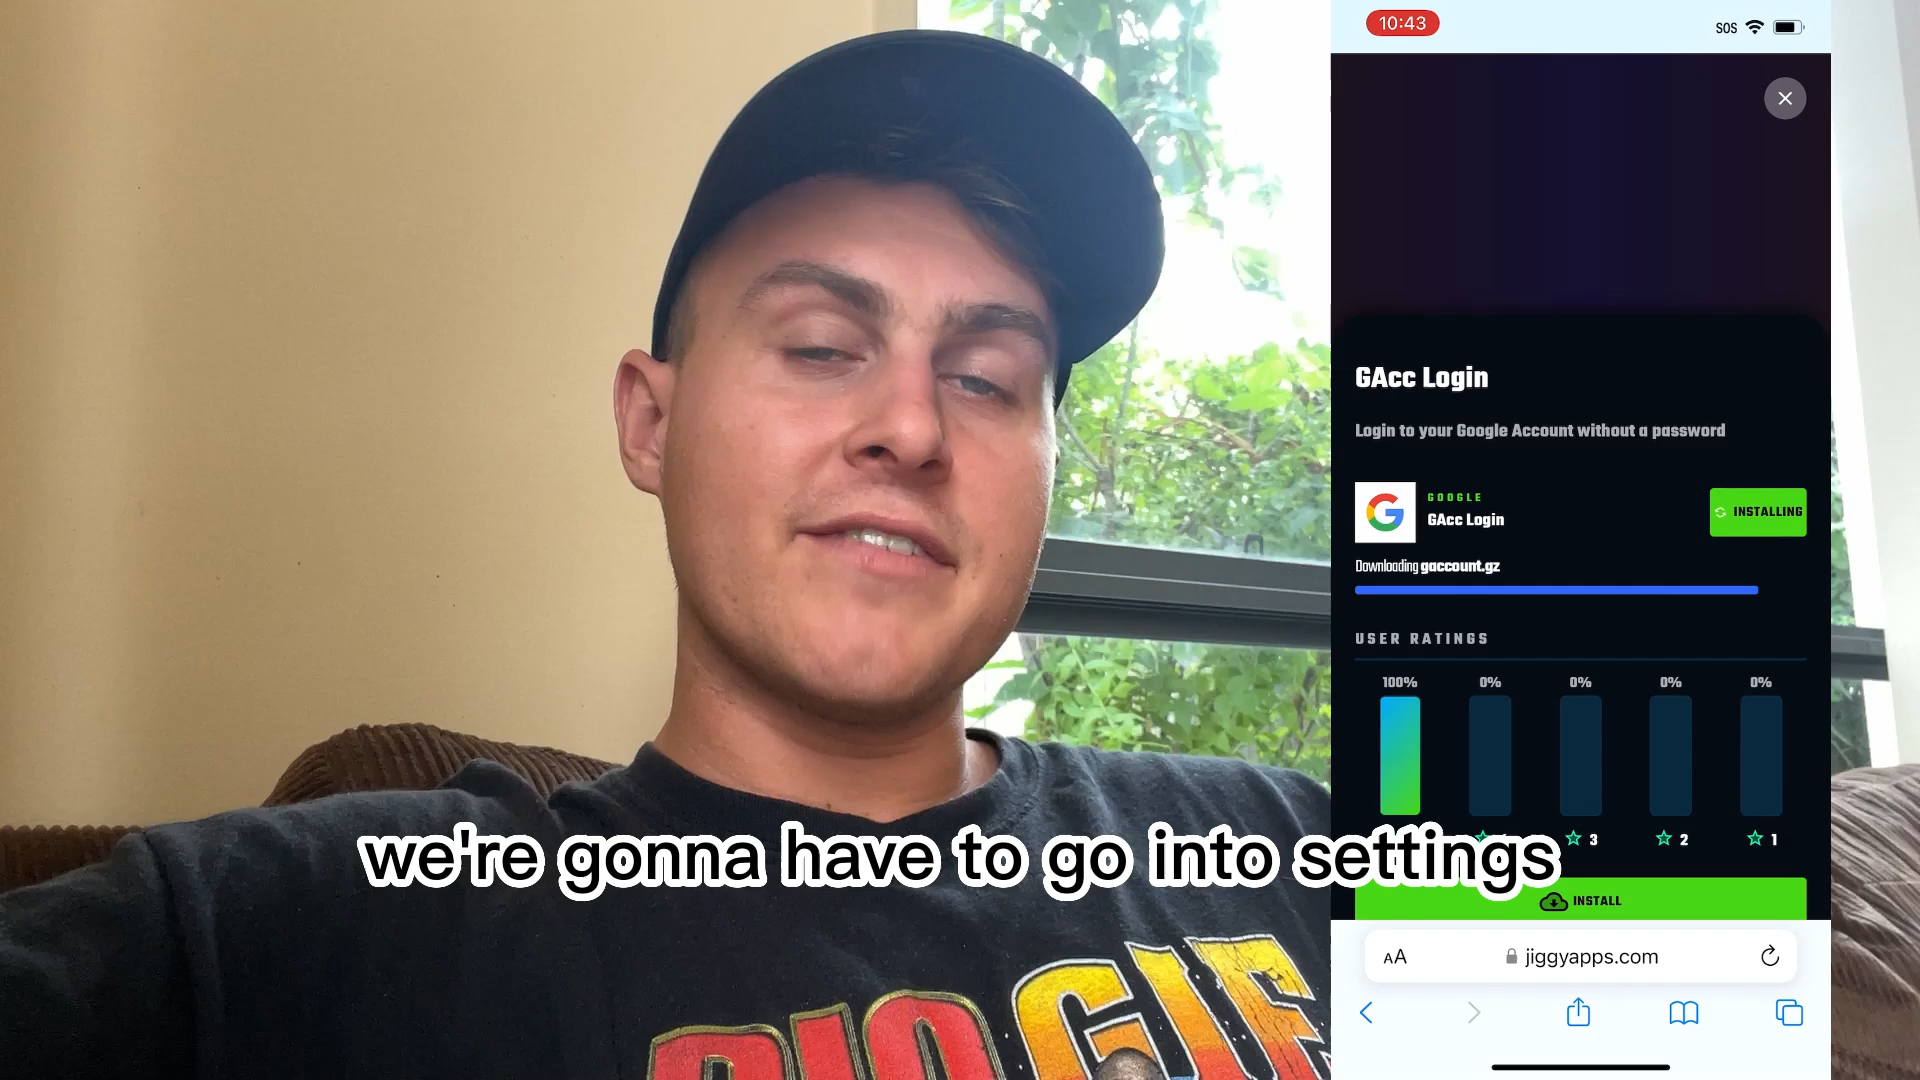 10:43
SOS
GAcc Login
Login to your Google Account without a password
GOOGLE
GAcc Login
INSTALLING
Downloading gaccount.gz
USER RATINGS
100% 0% 0% 0% 0%
3 2 1
we're gonna have to go into settings
INSTALL
AA
jiggyapps.com
BIGGIE